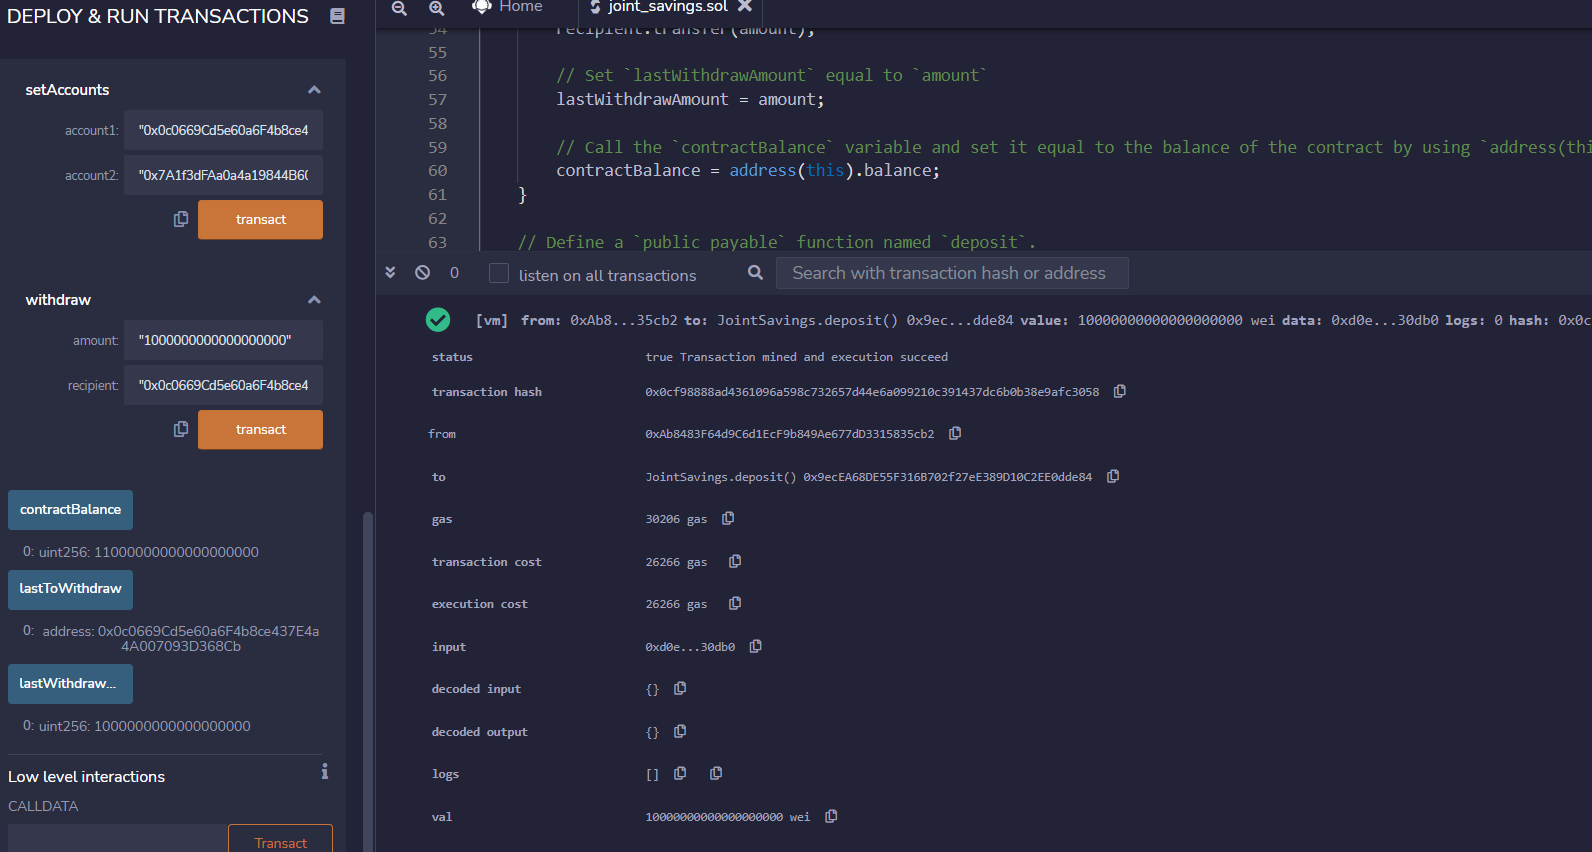 DEPLOY & RUN TRANSACTIONS
setAccounts
account1: "0x0c0669Cd5e60a6F4b8ce4
account2: "0x7A1f3dFAa0a4a19844B60
transact
withdraw
amount: "1000000000000000000"
recipient: "0x0c0669Cd5e60a6F4b8ce4
transact
contractBalance
0: uint256: 11000000000000000000
lastToWithdraw
0: address: 0x0c0669Cd5e60a6F4b8ce437E4a
4A007093D368Cb
lastWithdraw...
0: uint256: 1000000000000000000
Low level interactions
i
CALLDATA
Transact
Home
joint_savings.sol
54 recipient.transfer(amount);
55
56 // Set `lastWithdrawAmount` equal to `amount`
57 lastWithdrawAmount = amount;
58
59 // Call the `contractBalance` variable and set it equal to the balance of the contract by using `address(thi
60 contractBalance = address(this).balance;
61 }
62
63 // Define a `public payable` function named `deposit`.
0 listen on all transactions Search with transaction hash or address
[vm] from: 0xAb8...35cb2 to: JointSavings.deposit() 0x9ec...dde84 value: 10000000000000000000 wei data: 0xd0e...30db0 logs: 0 hash: 0x0c
status true Transaction mined and execution succeed
transaction hash 0x0cf98888ad4361096a598c732657d44e6a099210c391437dc6b0b38e9afc3058
from 0xAb8483F64d9C6d1EcF9b849Ae677dD3315835cb2
to JointSavings.deposit() 0x9ecEA68DE55F316B702f27eE389D10C2EE0dde84
gas 30206 gas
transaction cost 26266 gas
execution cost 26266 gas
input 0xd0e...30db0
decoded input {}
decoded output {}
logs []
val 10000000000000000000 wei